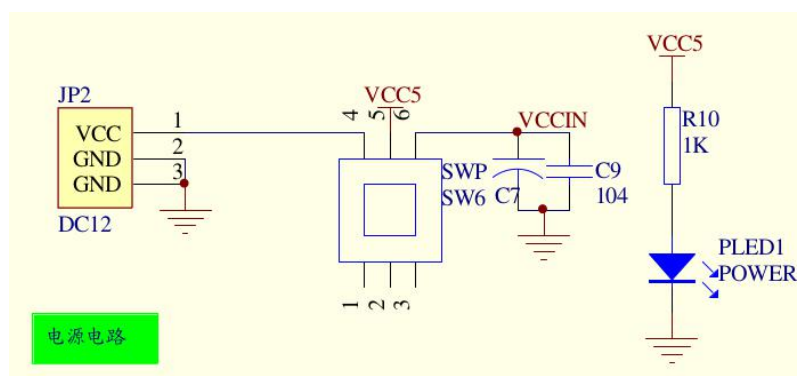 JP2
VCC 1
GND 2
GND 3
DC12
4 5 6
VCC5
VCCIN
SWP
SW6
C7
C9
104
1 2 3
VCC5
R10
1K
PLED1
POWER
电源电路